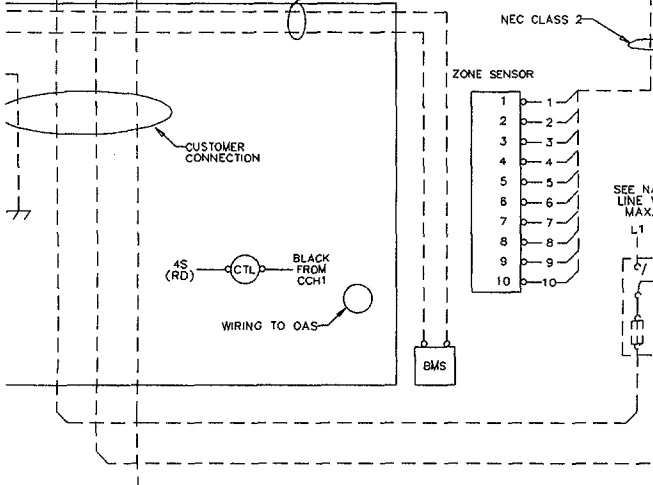 NEC CLASS 2
ZONE SENSOR
1 1
2 2
3 3
4 4
5 5
6 6
7 7
8 8
9 9
10 10
CUSTOMER
CONNECTION
SEE NA
LINE V
MAX.
L1
4S
(RD)
CTL
BLACK
FROM
CCH1
WIRING TO OAS
BMS